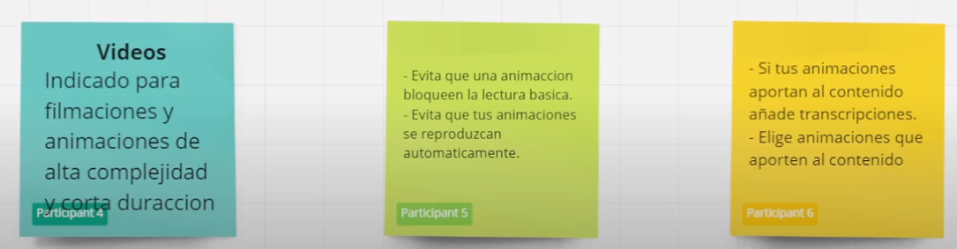 Videos
Indicado para
filmaciones y
animaciones de
alta complejidad
y corta duraccion
Participant 4
- Evita que una animaccion
bloqueen la lectura basica.
- Evita que tus animaciones
se reproduzcan
automaticamente.
Participant 5
- Si tus animaciones
aportan al contenido
añade transcripciones.
- Elige animaciones que
aporten al contenido
Participant 6